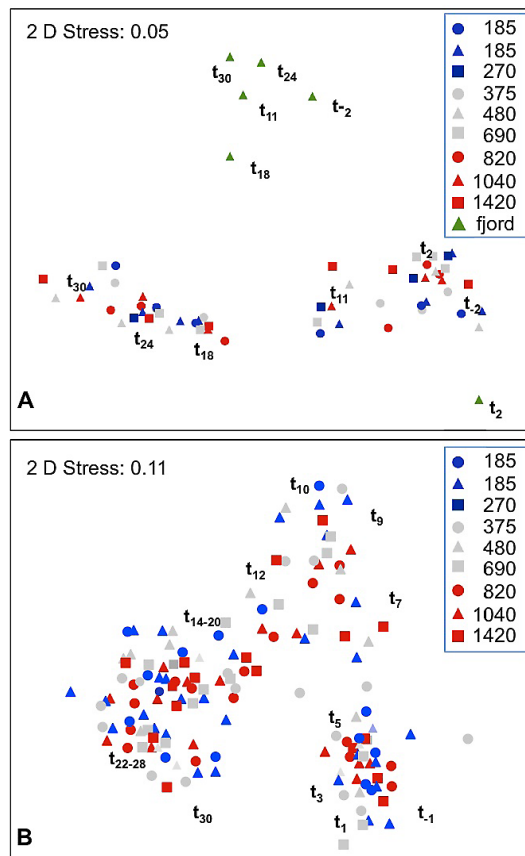 2 D Stress: 0.05
185
185
270
375
480
690
820
1040
1420
fjord
t30
t24
t11
t-2
t18
t2
t30
t11
t-2
t24
t18
t2
A
2 D Stress: 0.11
185
185
270
375
480
690
820
1040
1420
t10
t9
t12
t7
t14-20
t5
t22-28
t3
t30
t1
t-1
B